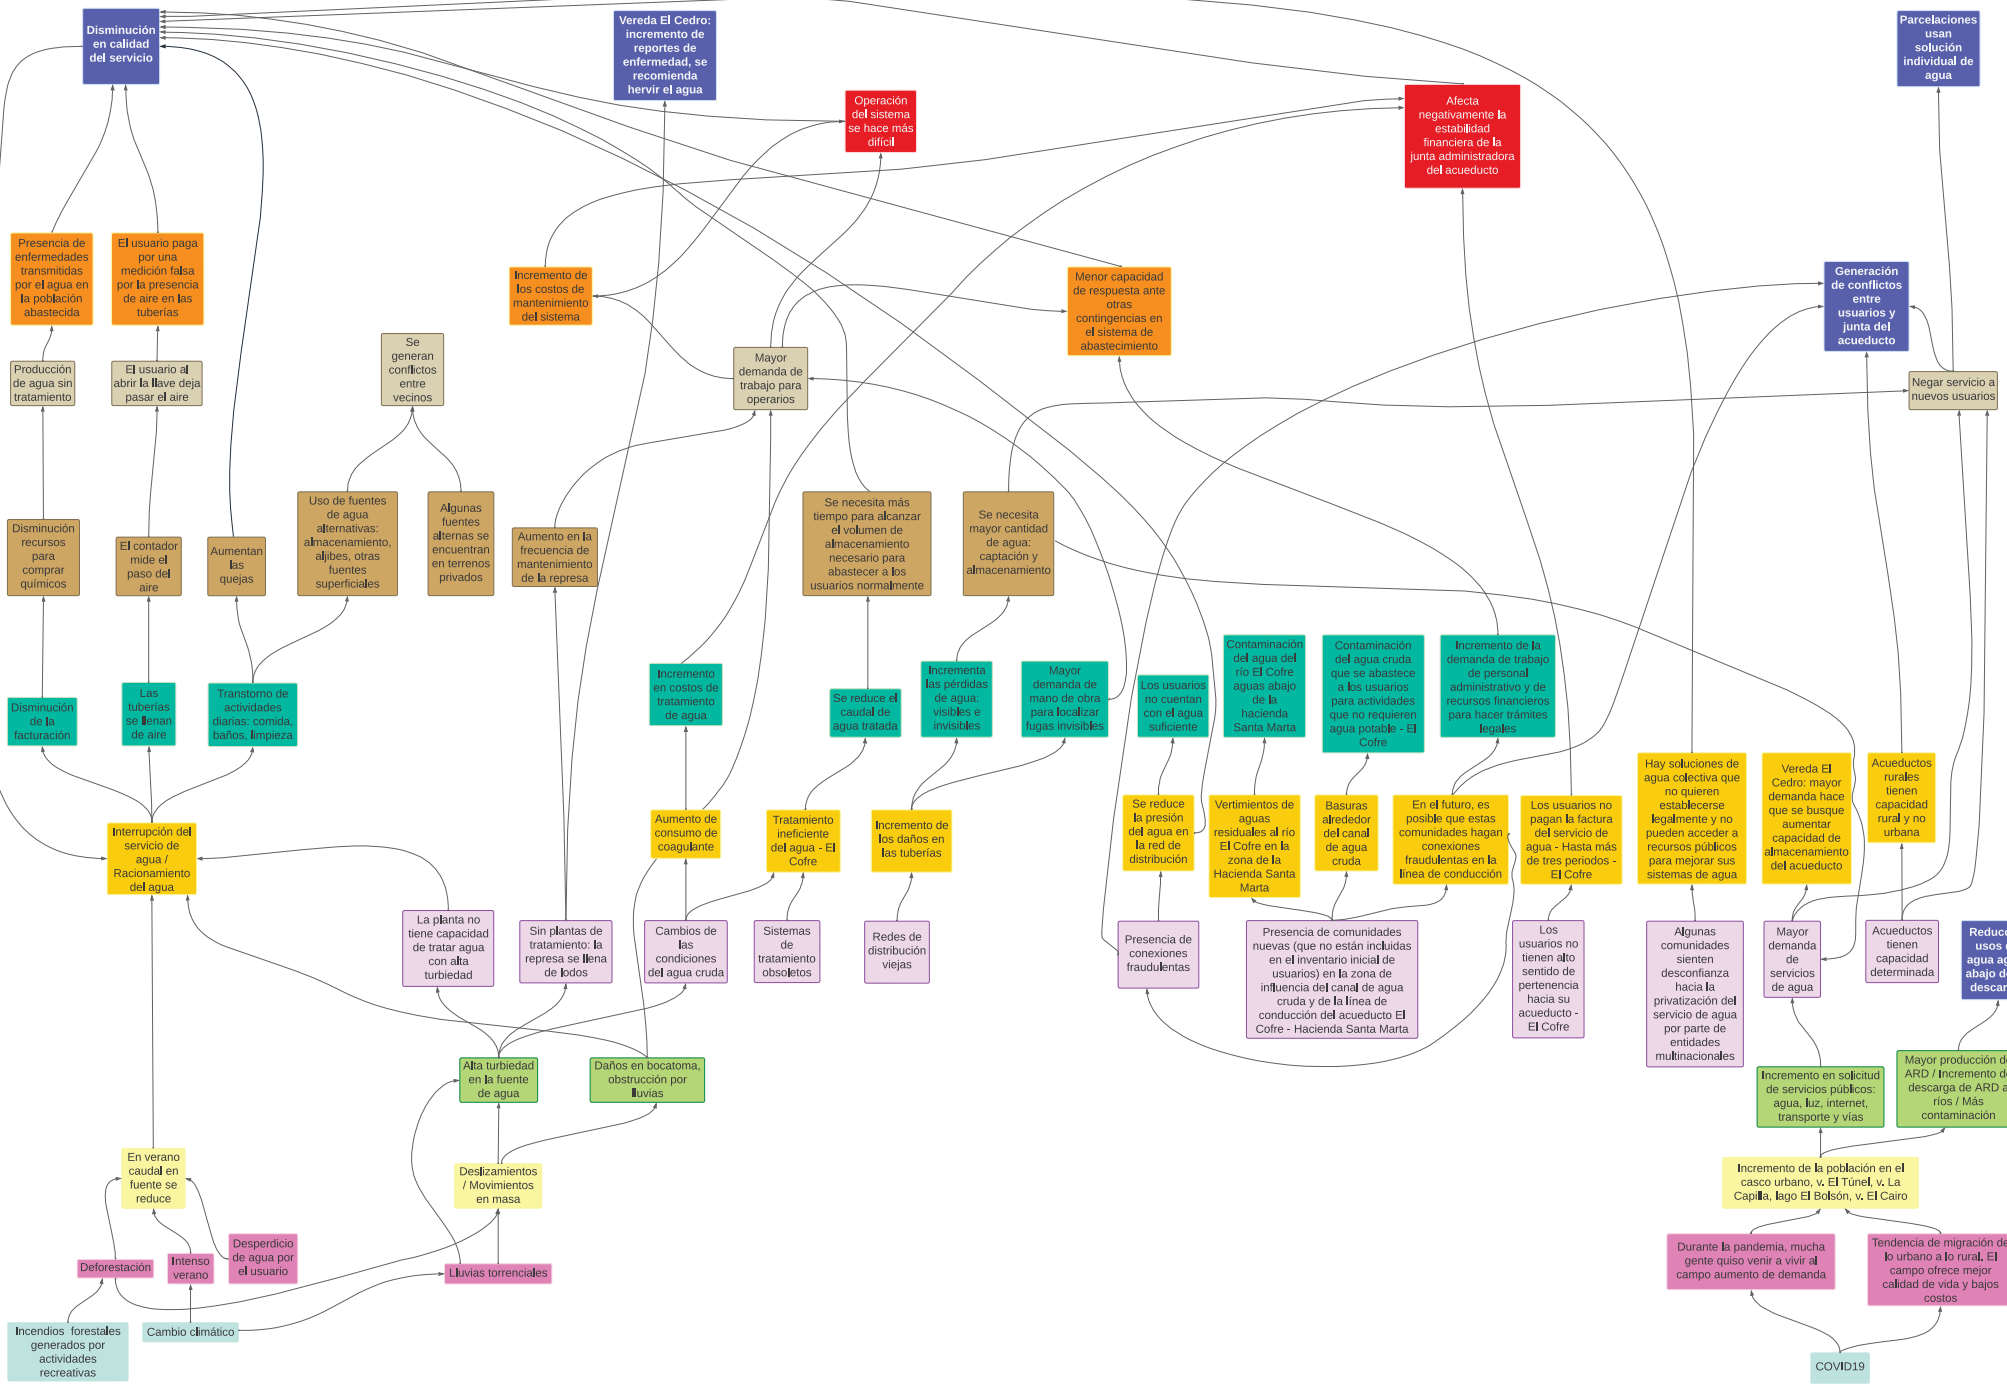 Disminución
en calidad
del servicio
Vereda El Cedro:
incremento de
reportes de
enfermedad, se
recomienda
hervir el agua
Parcelaciones
usan
solución
individual de
agua
Operación
del sistema
se hace más
difícil
Afecta
negativamente la
estabilidad
financiera de la
junta administradora
del acueducto
Presencia de
enfermedades
transmitidas
por el agua en
la población
abastecida
El usuario paga
por una
medición falsa
por la presencia
de aire en las
tuberías
Incremento de
los costos de
mantenimiento
del sistema
Menor capacidad
de respuesta ante
otras
contingencias en
el sistema de
abastecimiento
Generación
de conflictos
entre
usuarios y
junta del
acueducto
Producción
de agua sin
tratamiento
El usuario al
abrir la llave deja
pasar el aire
Se
generan
conflictos
entre
vecinos
Mayor
demanda de
trabajo para
operarios
Negar servicio a
nuevos usuarios
Disminución
recursos
para
comprar
químicos
El contador
mide el
paso del
aire
Aumentan
las
quejas
Uso de fuentes
de agua
alternativas:
almacenamiento,
aljibes, otras
fuentes
superficiales
Algunas
fuentes
alternas se
encuentran
en terrenos
privados
Aumento en la
frecuencia de
mantenimiento
de la represa
Se necesita más
tiempo para alcanzar
el volumen de
almacenamiento
necesario para
abastecer a los
usuarios normalmente
Se necesita
mayor cantidad
de agua:
captación y
almacenamiento
Disminución
de la
facturación
Las
tuberías
se llenan
de aire
Transtorno de
actividades
diarias: comida,
baños, limpieza
Incremento
en costos de
tratamiento
de agua
Se reduce el
caudal de
agua tratada
Incrementa
las pérdidas
de agua:
visibles e
invisibles
Mayor
demanda de
mano de obra
para localizar
fugas invisibles
Los usuarios
no cuentan
con el agua
suficiente
Contaminación
del agua del
río El Cofre
aguas abajo
de la
hacienda
Santa Marta
Contaminación
del agua cruda
que se abastece
a los usuarios
para actividades
que no requieren
agua potable - El
Cofre
Incremento de la
demanda de trabajo
de personal
administrativo y de
recursos financieros
para hacer trámites
legales
Interrupción del
servicio de
agua /
Racionamiento
del agua
Aumento de
consumo de
coagulante
Tratamiento
ineficiente
del agua - El
Cofre
Incremento de
los daños en
las tuberías
Se reduce
la presión
del agua en
la red de
distribución
Vertimientos de
aguas
residuales al río
El Cofre en la
zona de la
Hacienda Santa
Marta
Basuras
alrededor
del canal
de agua
cruda
En el futuro, es
posible que estas
comunidades hagan
conexiones
fraudulentas en la
línea de conducción
Los usuarios no
pagan la factura
del servicio de
agua - Hasta más
de tres periodos -
El Cofre
Hay soluciones de
agua colectiva que
no quieren
establecerse
legalmente y no
pueden acceder a
recursos públicos
para mejorar sus
sistemas de agua
Vereda El
Cedro: mayor
demanda hace
que se busque
aumentar
capacidad de
almacenamiento
del acueducto
Acueductos
rurales
tienen
capacidad
rural y no
urbana
La planta no
tiene capacidad
de tratar agua
con alta
turbiedad
Sin plantas de
tratamiento: la
represa se llena
de lodos
Cambios de
las
condiciones
del agua cruda
Sistemas
de
tratamiento
obsoletos
Redes de
distribución
viejas
Presencia de
conexiones
fraudulentas
Presencia de comunidades
nuevas (que no están incluidas
en el inventario inicial de
usuarios) en la zona de
influencia del canal de agua
cruda y de la línea de
conducción del acueducto El
Cofre - Hacienda Santa Marta
Los
usuarios no
tienen alto
sentido de
pertenencia
hacia su
acueducto -
El Cofre
Algunas
comunidades
sienten
desconfianza
hacia la
privatización del
servicio de agua
por parte de
entidades
multinacionales
Mayor
demanda
de
servicios
de agua
Acueductos
tienen
capacidad
determinada
usos
agua
abajo
Alta turbiedad
en la fuente
de agua
Daños en bocatoma,
obstrucción por
lluvias
Incremento en solicitud
de servicios públicos:
agua, luz, internet,
transporte y vías
Mayor producción de
ARD / Incremento de
descarga de ARD a
ríos / Más
contaminación
En verano
caudal en
fuente se
reduce
Deslizamientos
/ Movimientos
en masa
Incremento de la población en el
casco urbano, v. El Túnel, v. La
Capilla, lago El Bolsón, v. El Cairo
Deforestación
Intenso
verano
Desperdicio
de agua por
el usuario
Lluvias torrenciales
Durante la pandemia, mucha
gente quiso venir a vivir al
campo aumento de demanda
Tendencia de migración de
lo urbano a lo rural. El
campo ofrece mejor
calidad de vida y bajos
costos
Incendios forestales
generados por
actividades
recreativas
Cambio climático
COVID19